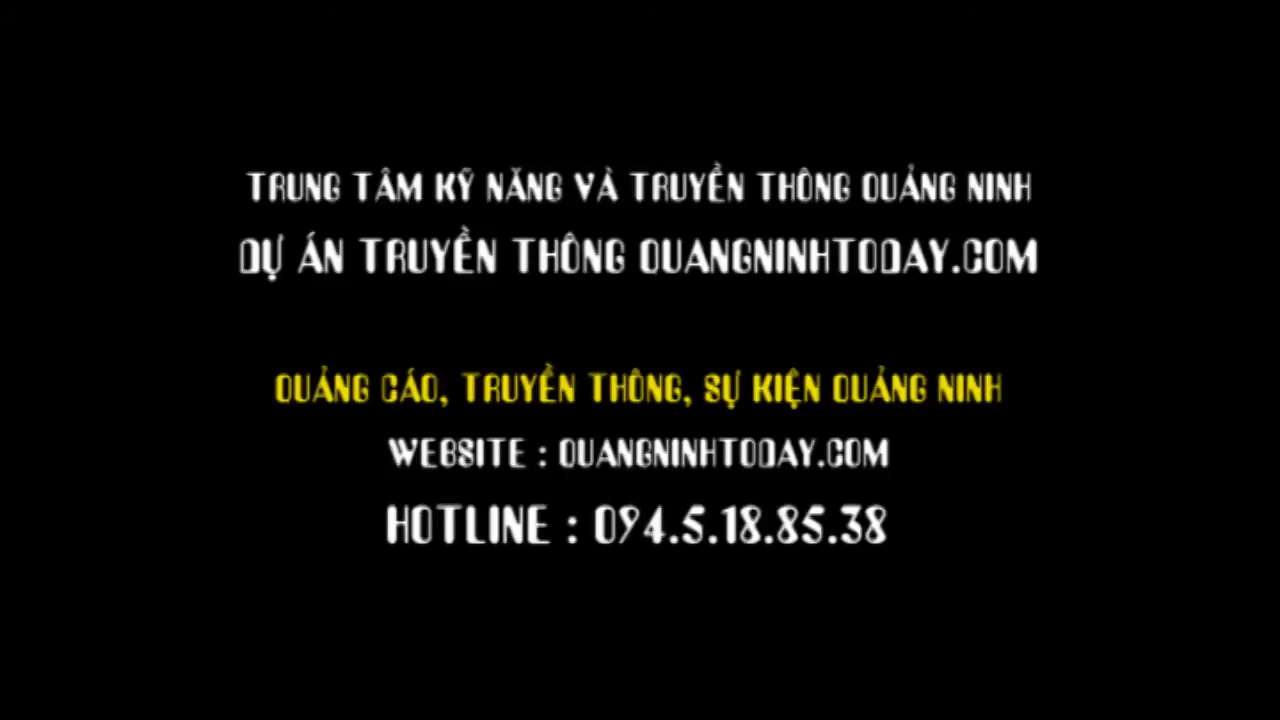 TRUNG TÂM KỸ NĂNG VÀ TRUYỀN THÔNG QUẢNG NINH
DỰ ÁN TRUYỀN THÔNG QUANGNINHTODAY.COM
QUẢNG CÁO, TRUYỀN THÔNG, SỰ KIỆN QUẢNG NINH
WEBSITE : QUANGNINHTODAY.COM
HOTLINE : 094.5.18.85.38